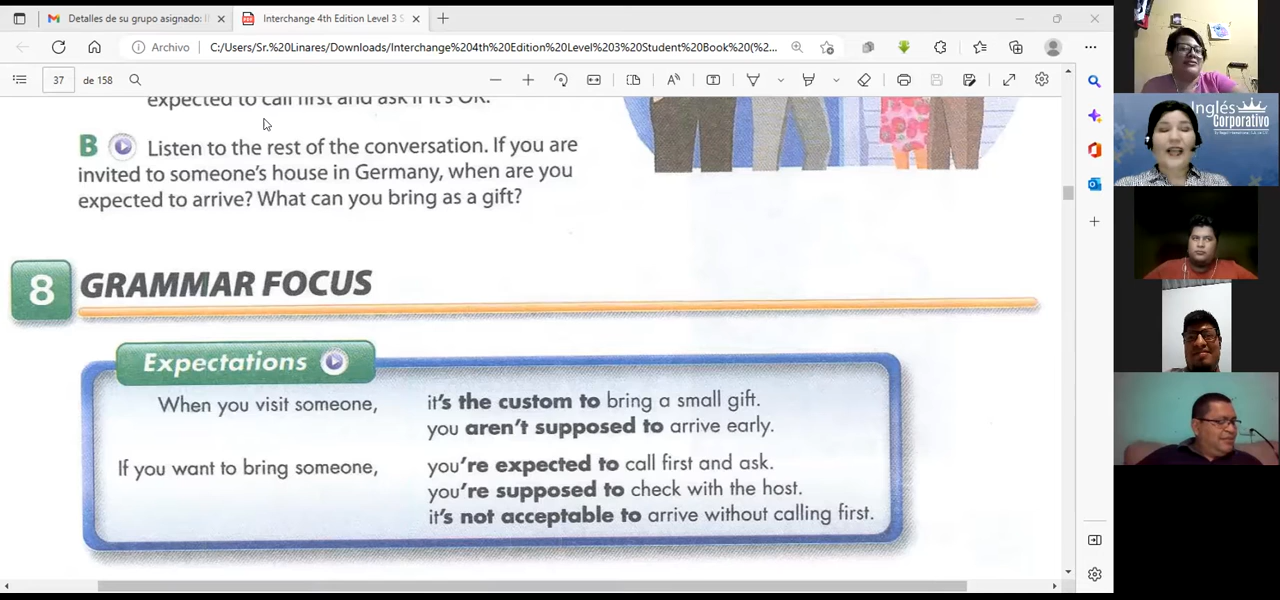 Detalles de su grupo asignado: I
Interchange 4th Edition Level 3 S
Archivo
C:/Users/Sr.%20Linares/Downloads/Interchange%204th%20Edition%20Level%203%20Student%20Book%20(%2...
37
de 158
expected to call first and ask if it's OK.
B Listen to the rest of the conversation. If you are
invited to someone's house in Germany, when are you
expected to arrive? What can you bring as a gift?
8 GRAMMAR FOCUS
Expectations
When you visit someone, it's the custom to bring a small gift.
you aren't supposed to arrive early.
If you want to bring someone, you're expected to call first and ask.
you're supposed to check with the host.
it's not acceptable to arrive without calling first.
Inglés
Corporativo